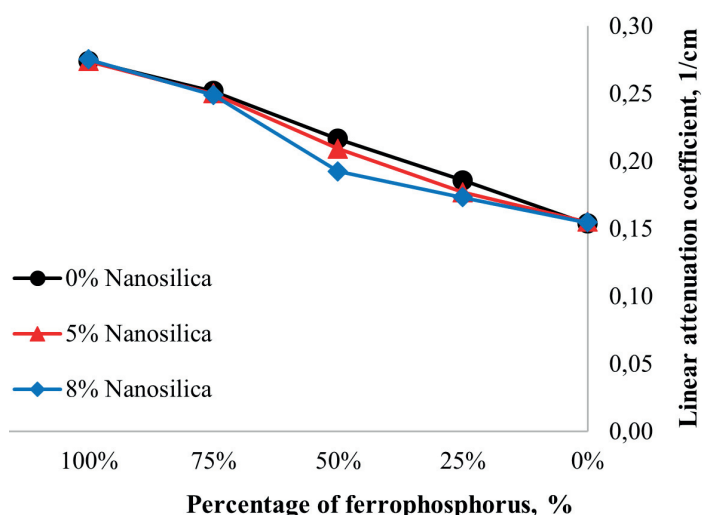 0,30
0,25
0,20
0,15
0,10
0,05
0,00
Linear attenuation coefficient, 1/cm
0% Nanosilica
5% Nanosilica
8% Nanosilica
100% 75% 50% 25% 0%
Percentage of ferrophosphorus, %